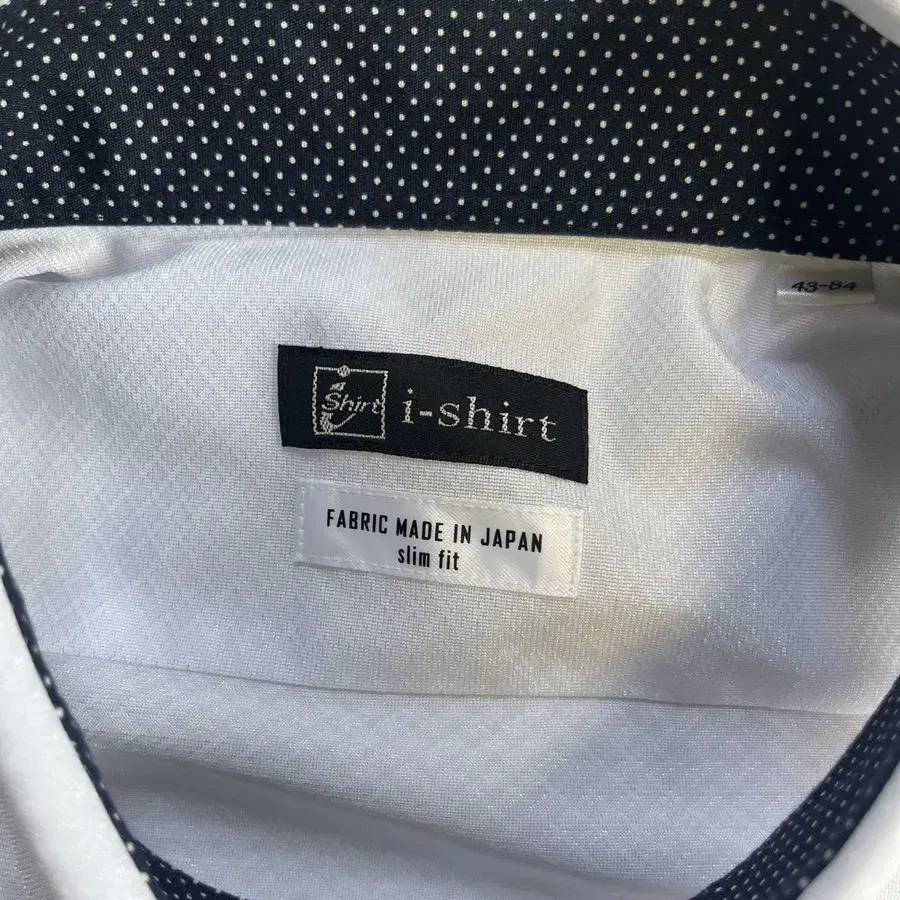 43-84
Shirt
i-shirt
FABRIC MADE IN JAPAN
slim fit